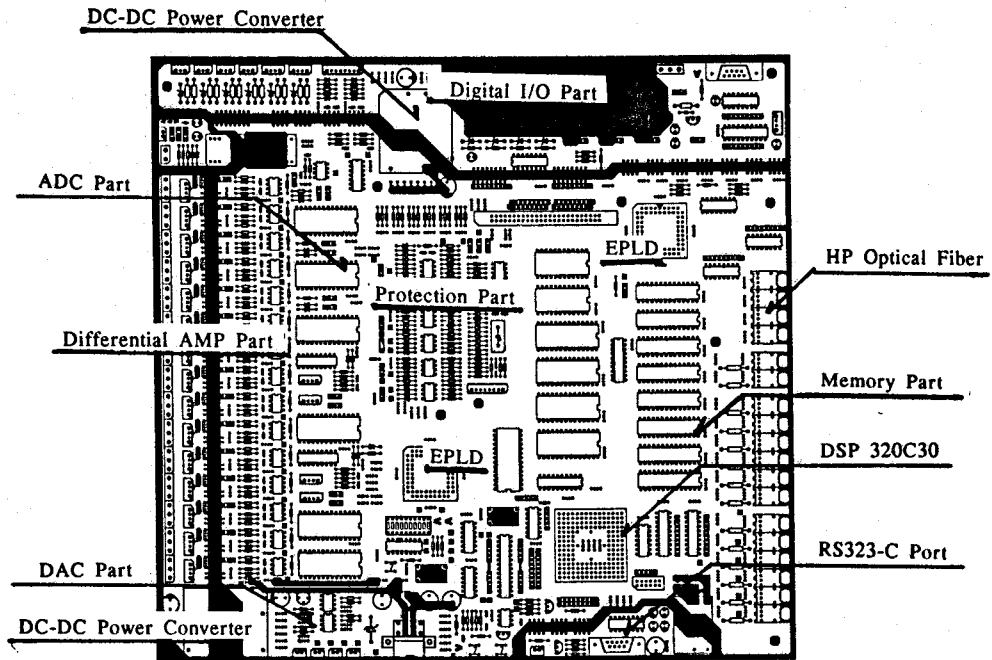 DC-DC Power Converter
Digital I/O Part
ADC Part
EPLD
HP Optical Fiber
Protection Part
Differential AMP Part
Memory Part
EPLD
DSP 320C30
RS323-C Port
DAC Part
DC-DC Power Converter